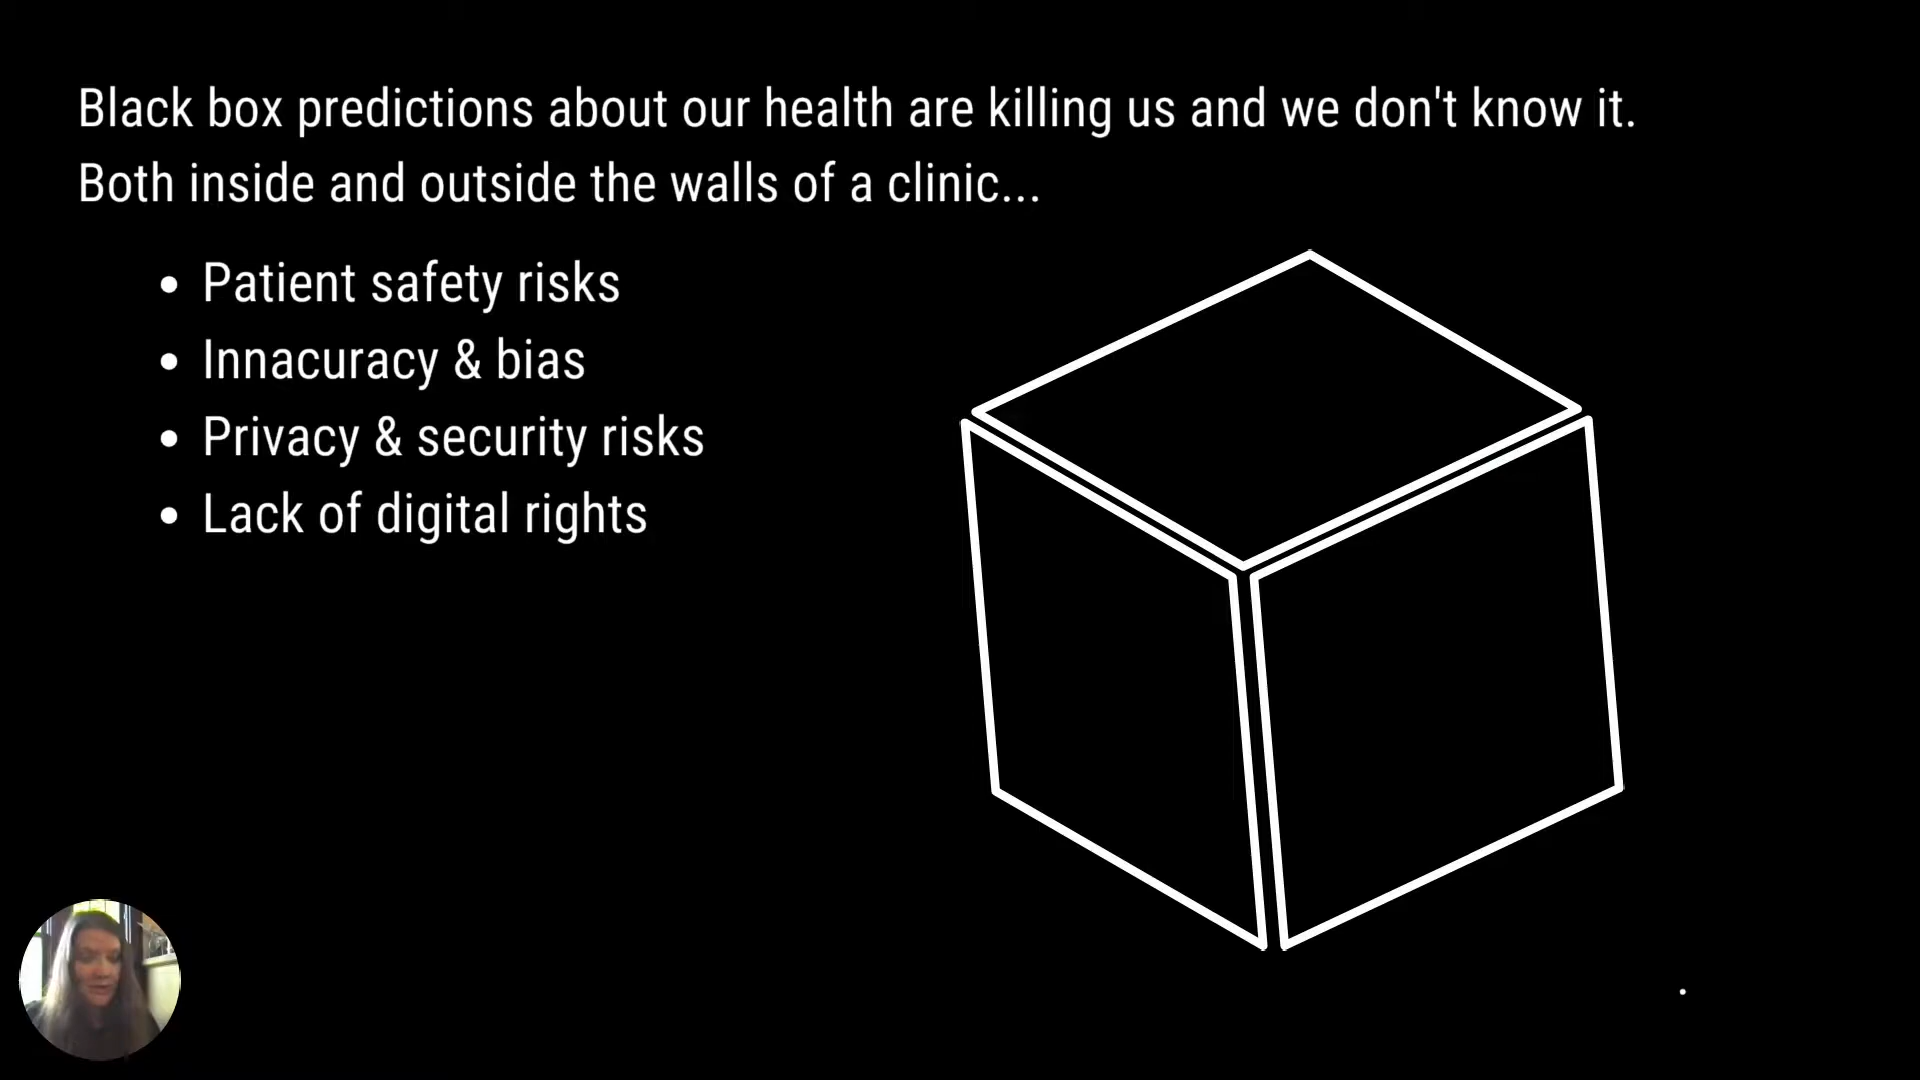 Black box predictions about our health are killing us and we don't know it.
Both inside and outside the walls of a clinic...
• Patient safety risks
• Innacuracy & bias
• Privacy & security risks
• Lack of digital rights